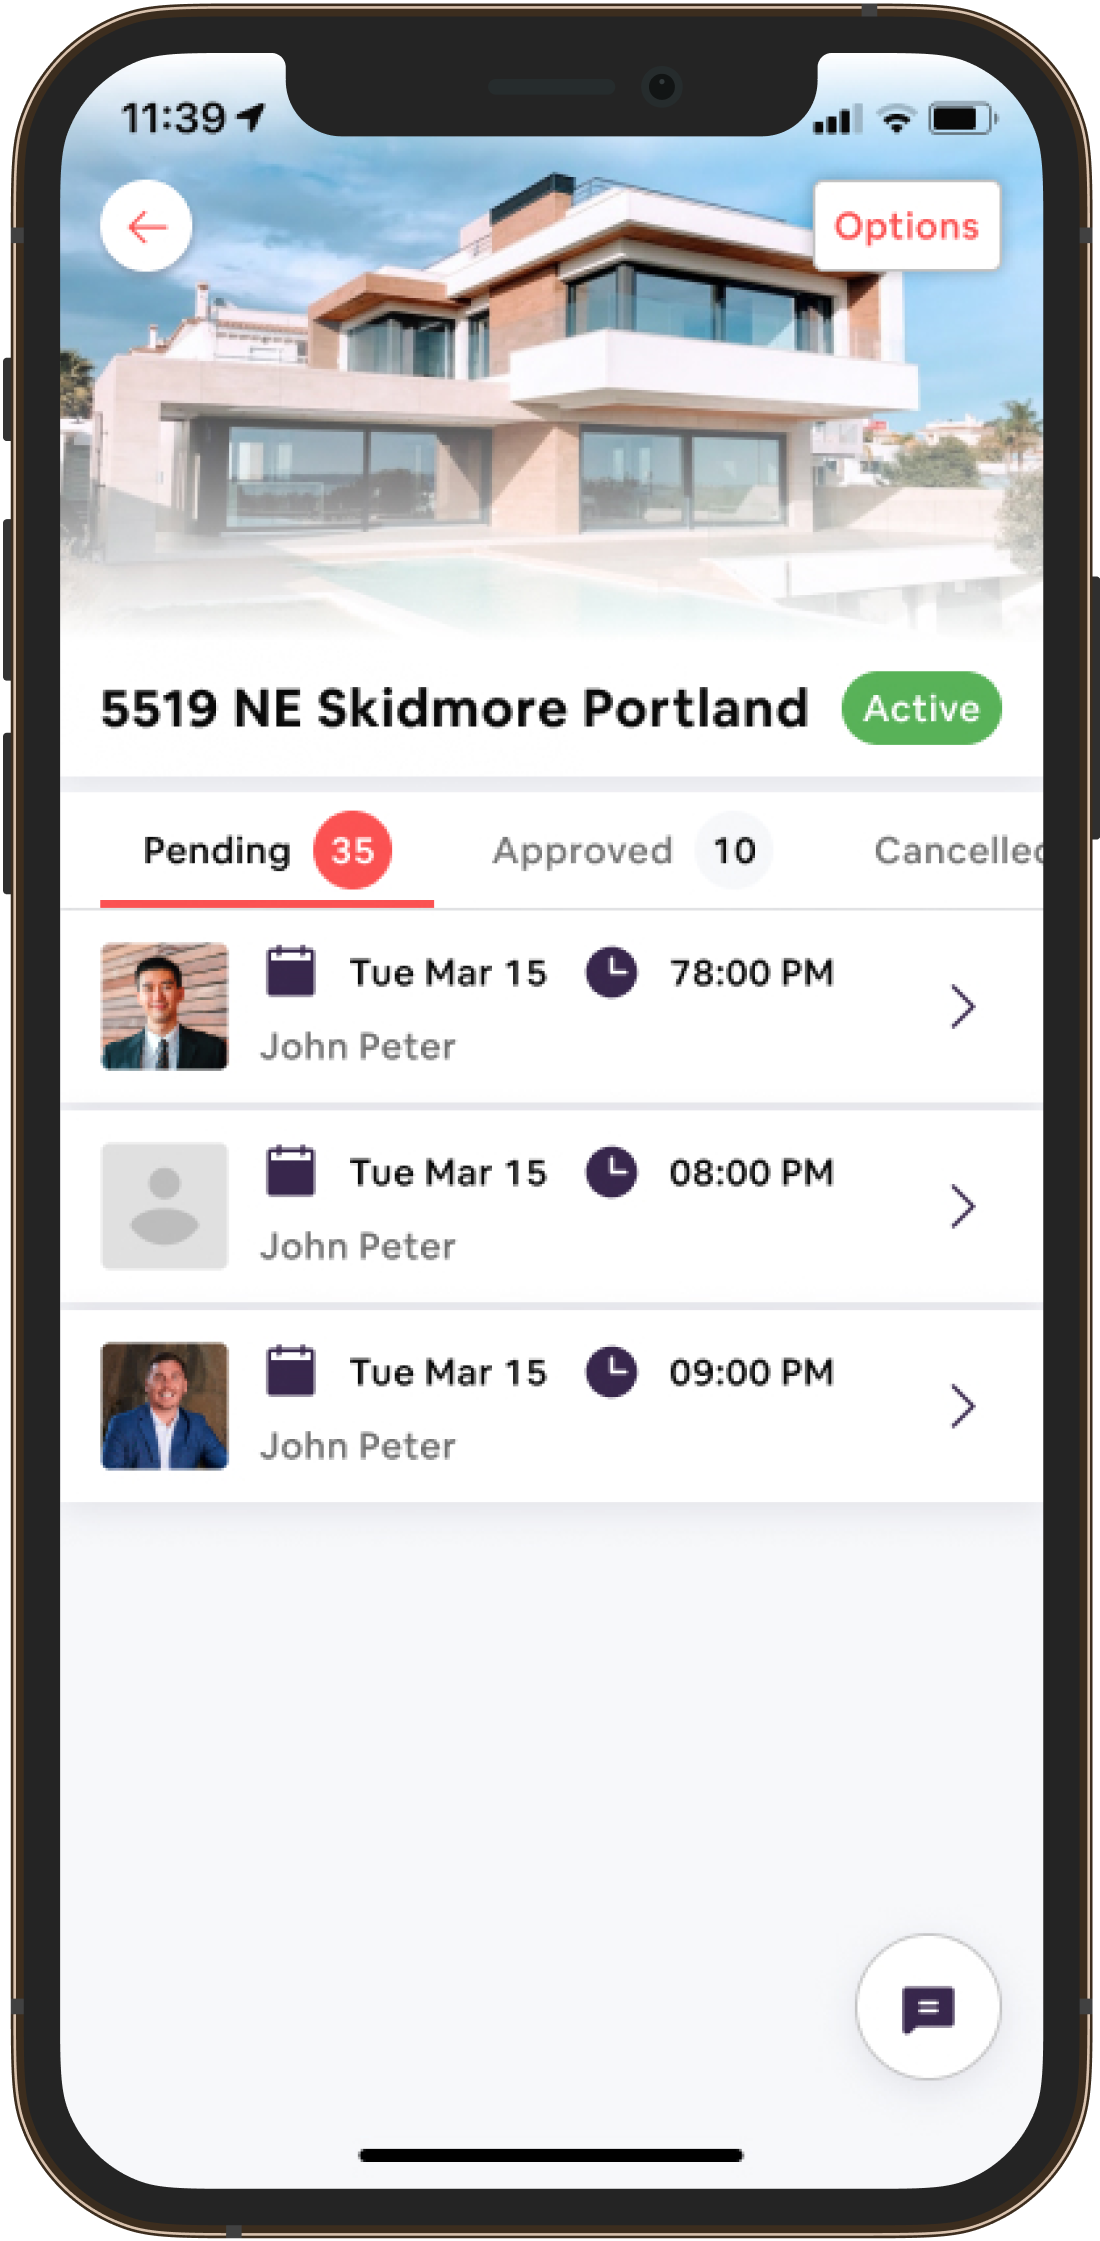 11:39
Options
5519 NE Skidmore Portland Active
Pending 35 Approved 10 Cancelled
Tue Mar 15 78:00 PM
John Peter
Tue Mar 15 08:00 PM
John Peter
Tue Mar 15 09:00 PM
John Peter